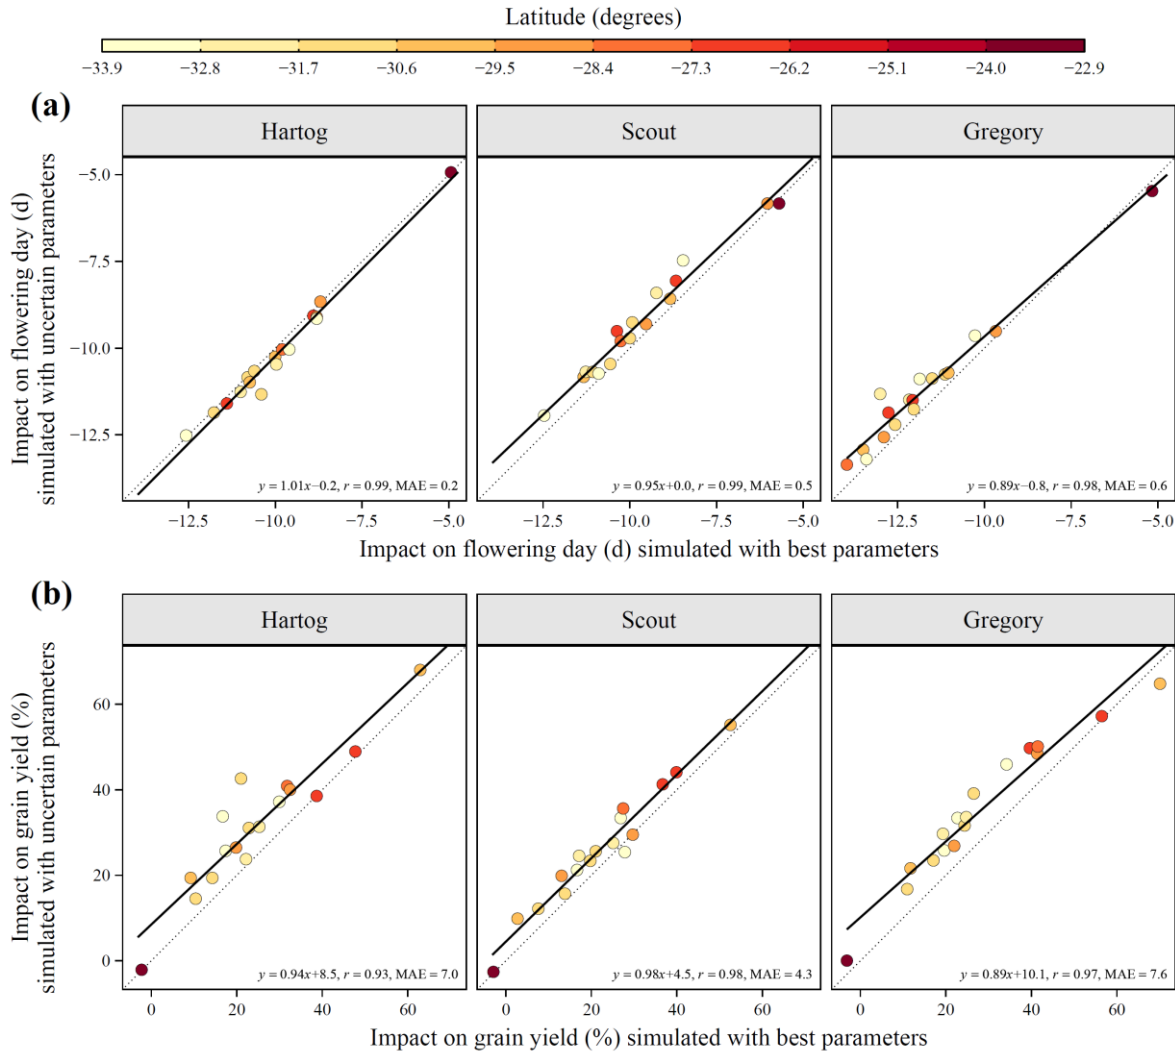 Latitude (degrees)
−33.9 −32.8 −31.7 −30.6 −29.5 −28.4 −27.3 −26.2 −25.1 −24.0 −22.9
(a)
Hartog Scout Gregory
Impact on flowering day (d)
simulated with uncertain parameters
−5.0
−7.5
−10.0
−12.5
y = 1.01x−0.2, r = 0.99, MAE = 0.2
y = 0.95x+0.0, r = 0.99, MAE = 0.5
y = 0.89x−0.8, r = 0.98, MAE = 0.6
−12.5 −10.0 −7.5 −5.0 −12.5 −10.0 −7.5 −5.0 −12.5 −10.0 −7.5 −5.0
Impact on flowering day (d) simulated with best parameters
(b)
Hartog Scout Gregory
Impact on grain yield (%)
simulated with uncertain parameters
60
40
20
0
y = 0.94x+8.5, r = 0.93, MAE = 7.0
y = 0.98x+4.5, r = 0.98, MAE = 4.3
y = 0.89x+10.1, r = 0.97, MAE = 7.6
0 20 40 60 0 20 40 60 0 20 40 60
Impact on grain yield (%) simulated with best parameters